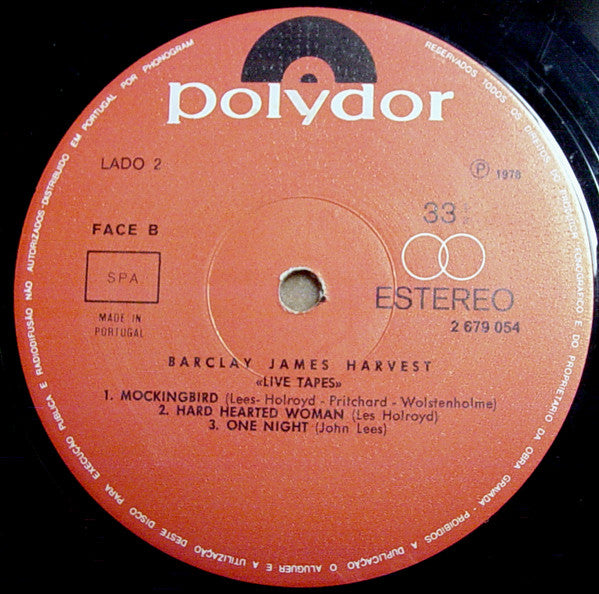 polydor
LADO 2
Ⓟ 1978
FACE B
33
SPA
ESTEREO
MADE IN
PORTUGAL
2 679 054
BARCLAY JAMES HARVEST
«LIVE TAPES»
1. MOCKINGBIRD (Lees- Holroyd - Pritchard - Wolstenholme)
2. HARD HEARTED WOMAN (Les Holroyd)
3. ONE NIGHT (John Lees)
RESERVADOS TODOS OS DIREITOS DO PRODUTOR FONOGRÁFICO E DO PROPRIETÁRIO DA OBRA GRAVADA - PROIBIDOS A DUPLICAÇÃO O ALUGUER E A UTILIZAÇÃO DESTE DISCO PARA EXECUÇÃO PÚBLICA E RADIODIFUSÃO NÃO AUTORIZADOS-DISTRIBUIDO EM PORTUGAL POR PHONOGRAM